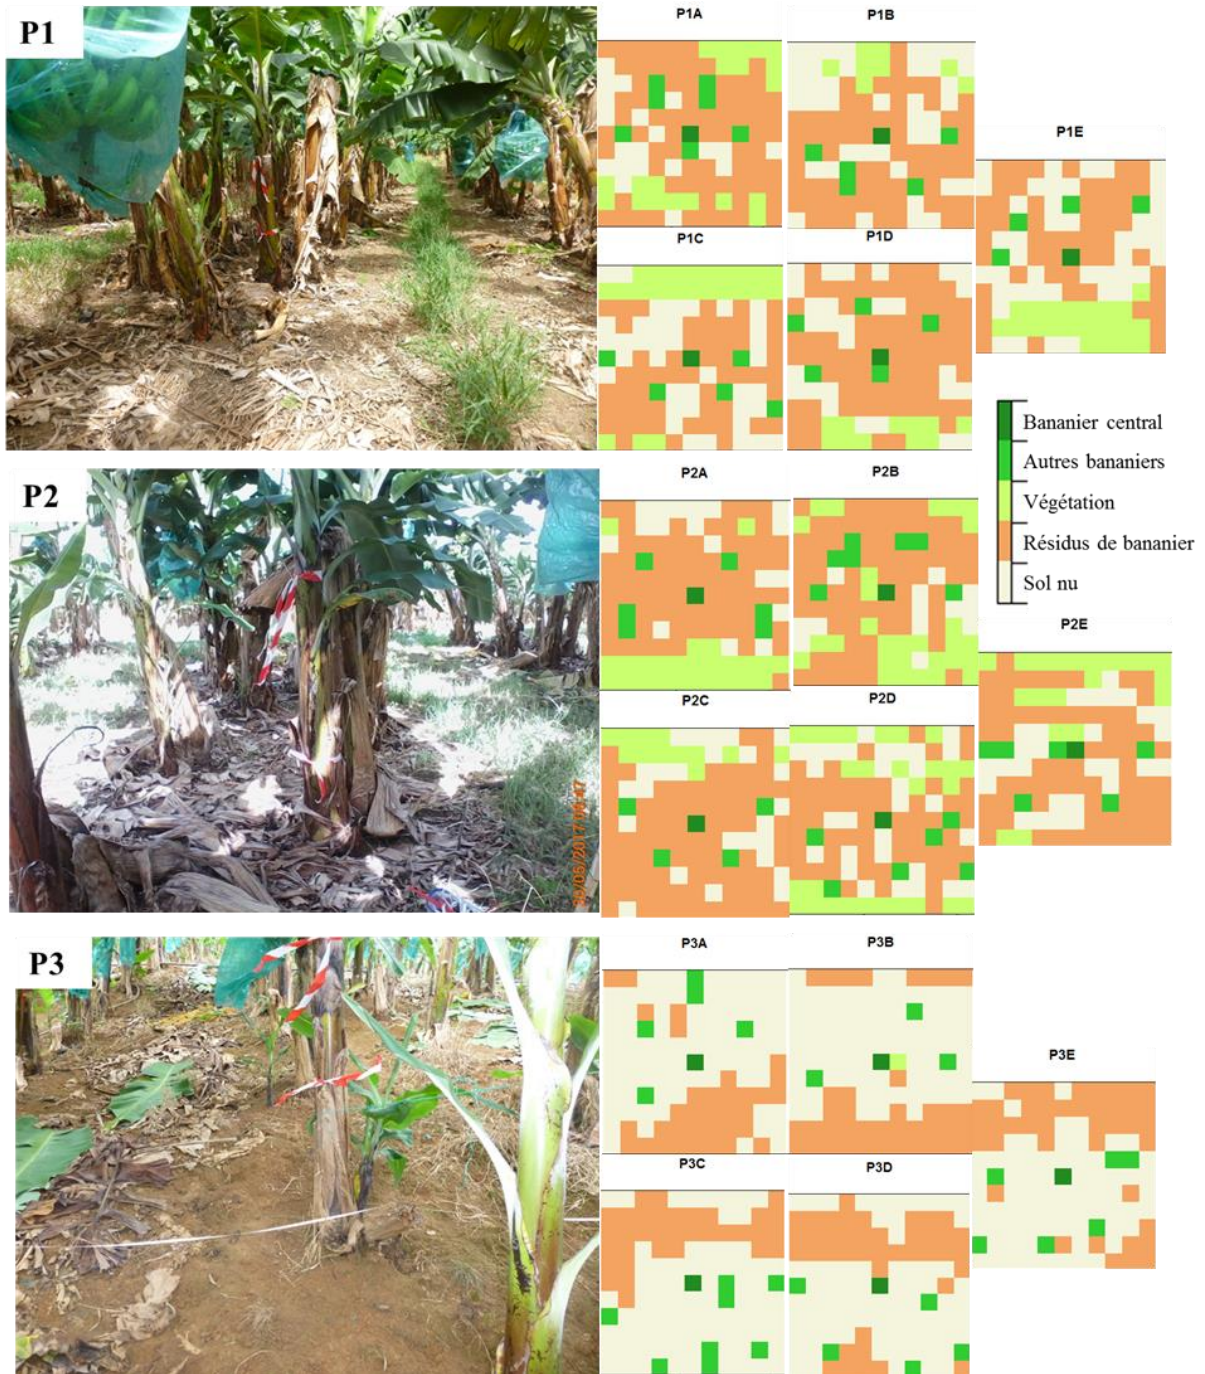 P1
P1A
P1B
P1E
P1C
P1D
Bananier central
Autres bananiers
Végétation
Résidus de bananier
Sol nu
P2
P2A
P2B
P2E
P2C
P2D
P3
P3A
P3B
P3E
P3C
P3D